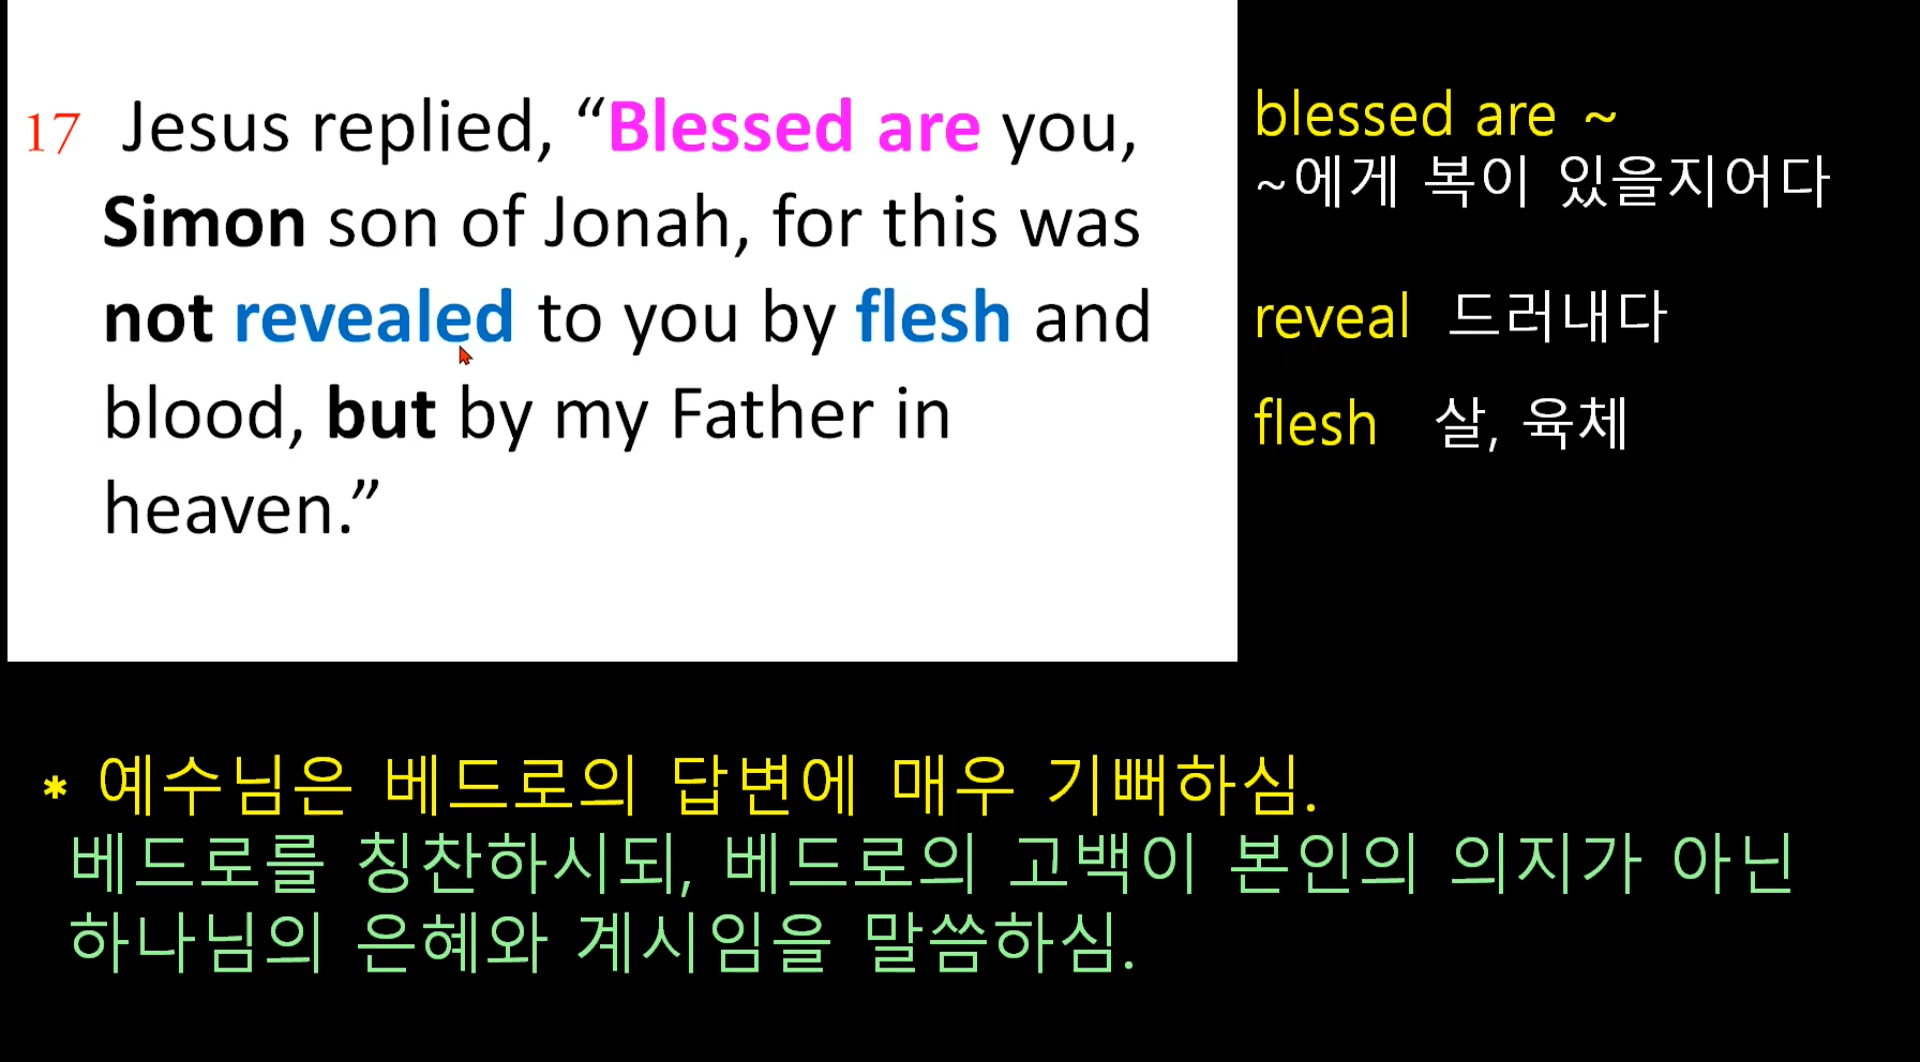 17 Jesus replied, “Blessed are you,
Simon son of Jonah, for this was
not revealed to you by flesh and
blood, but by my Father in
heaven.”
blessed are ~
~에게 복이 있을지어다
reveal 드러내다
flesh 살, 육체
* 예수님은 베드로의 답변에 매우 기뻐하심.
베드로를 칭찬하시되, 베드로의 고백이 본인의 의지가 아닌
하나님의 은혜와 계시임을 말씀하심.